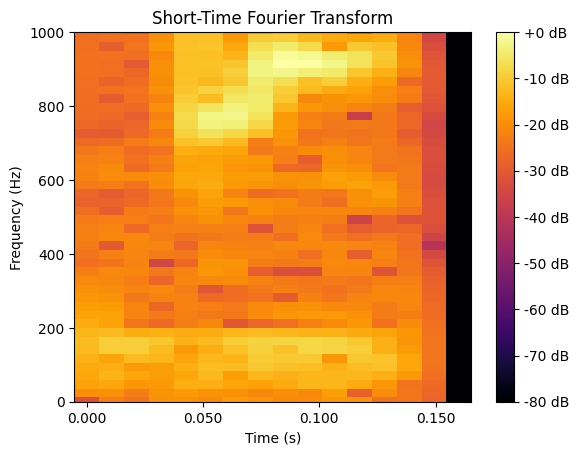 Short-Time Fourier Transform
1000
800
600
400
200
0
Frequency (Hz)
0.000
0.050
0.100
0.150
Time (s)
+0 dB
-10 dB
-20 dB
-30 dB
-40 dB
-50 dB
-60 dB
-70 dB
-80 dB